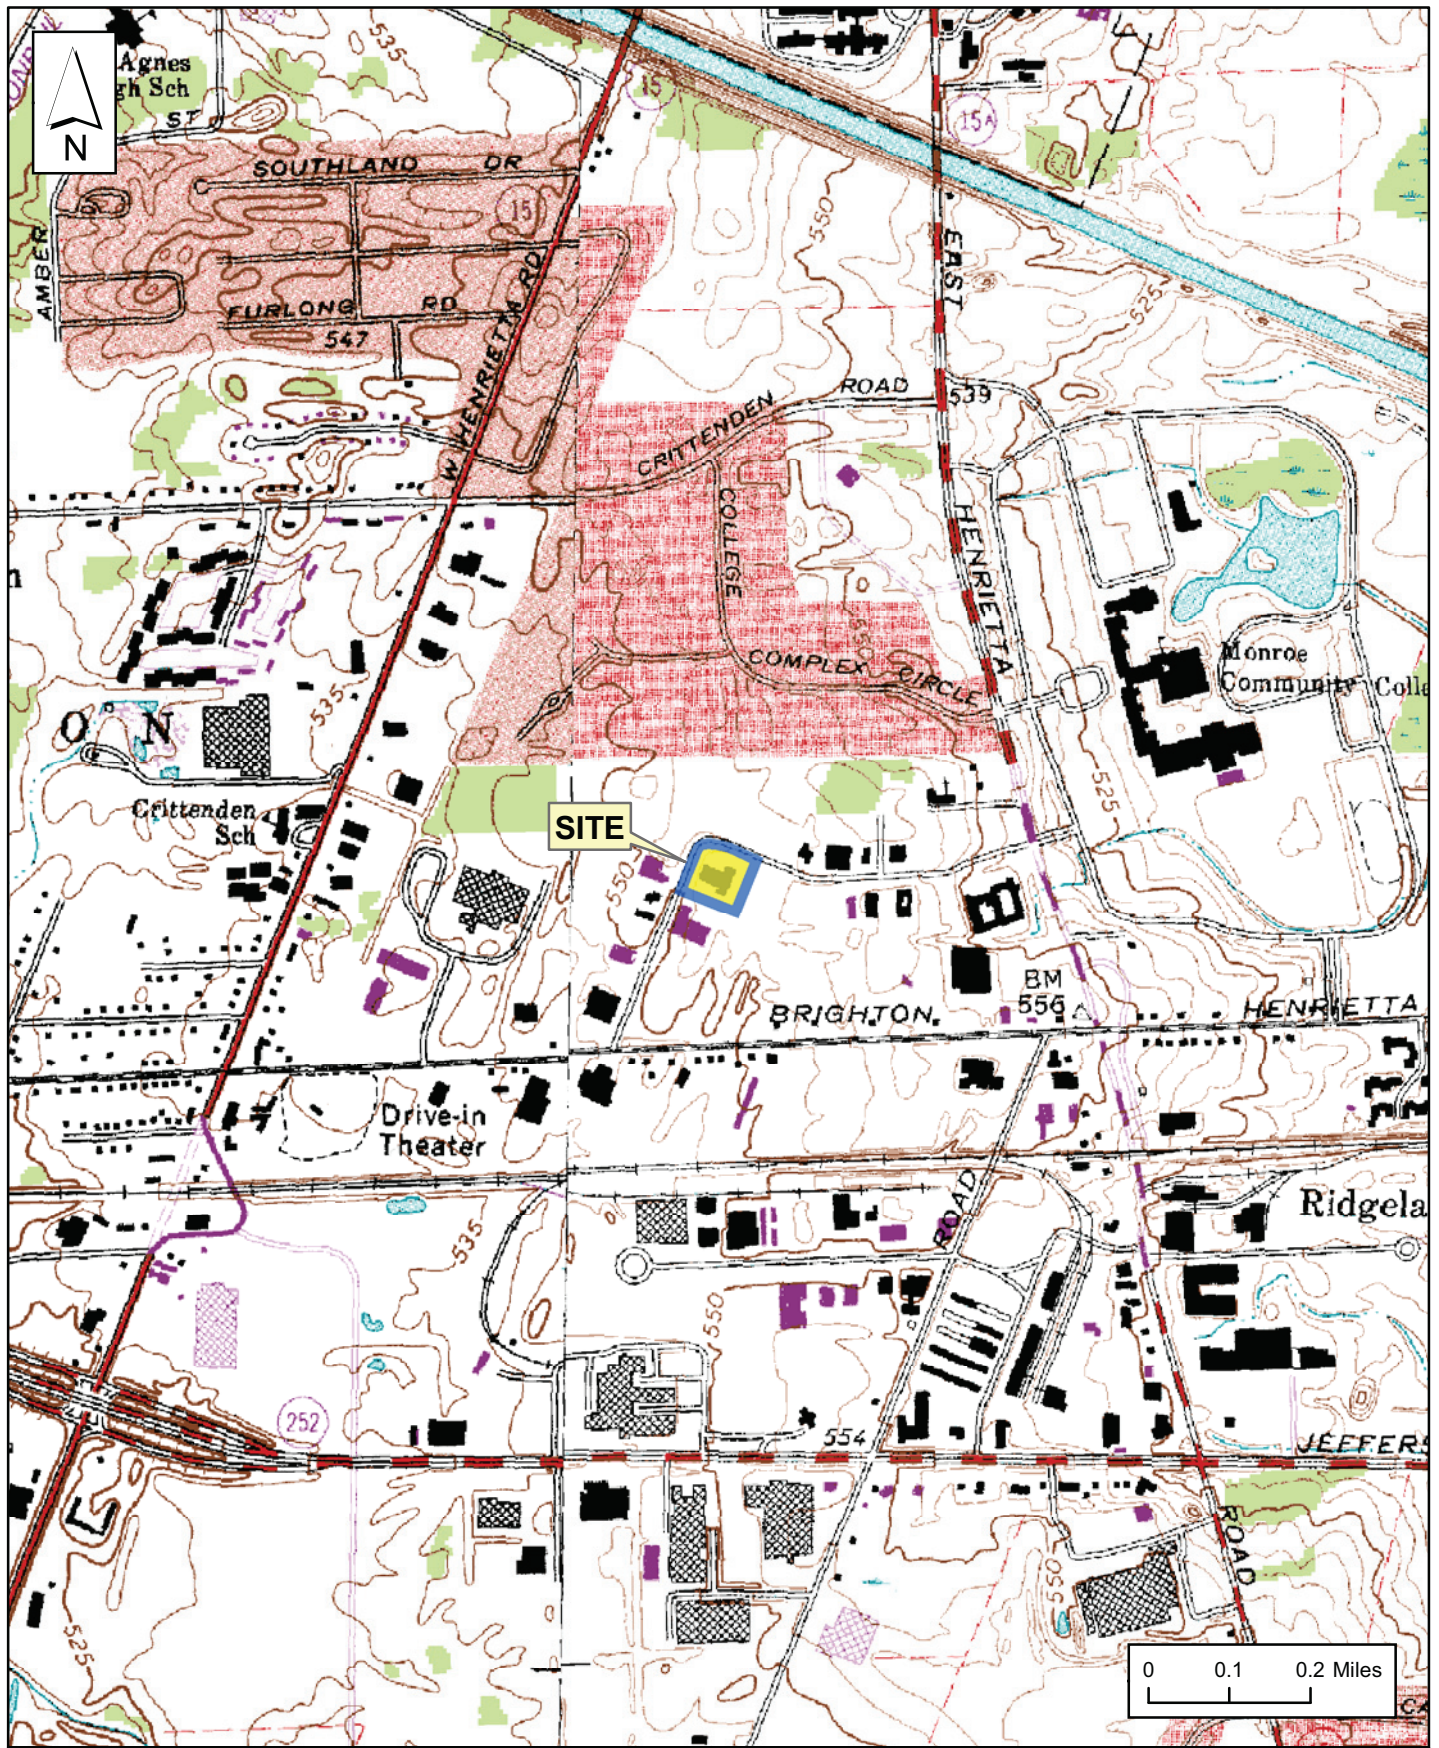 Agnes
gh Sch
N
ST
SOUTHLAND DR
AMBER
FURLONG RD
547
535
15
15
15A
W HENRIETTA RD
550
EAST
HENRIETTA
525
CRITTENDEN ROAD
539
COLLEGE
COMPLEX CIRCLE
550
Monroe
Community Colle
525
O N
535
Crittenden
Sch
SITE
550
BM
556
BRIGHTON
HENRIETTA
Drive-in
Theater
535
ROAD
Ridgela
550
252
554
JEFFERS
ROAD
550
525
0 0.1 0.2 Miles